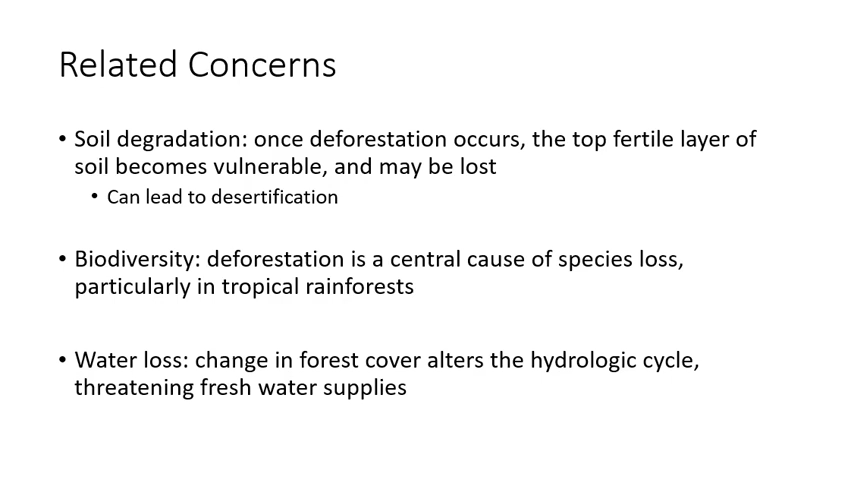 Related Concerns
• Soil degradation: once deforestation occurs, the top fertile layer of
soil becomes vulnerable, and may be lost
• Can lead to desertification
• Biodiversity: deforestation is a central cause of species loss,
particularly in tropical rainforests
• Water loss: change in forest cover alters the hydrologic cycle,
threatening fresh water supplies